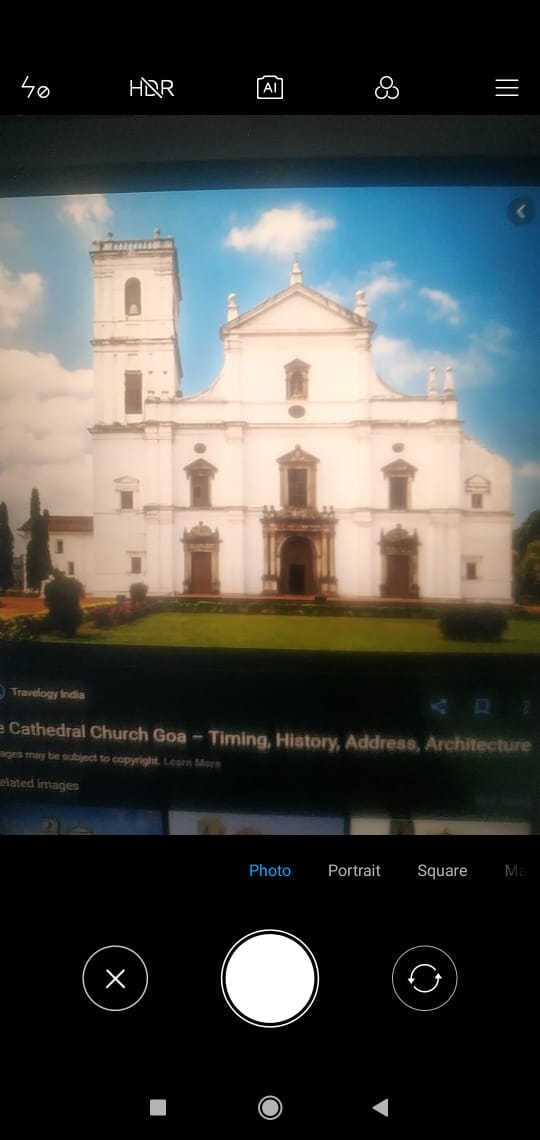 HDR
AI
Travelogy India
e Cathedral Church Goa – Timing, History, Address, Architecture
ages may be subject to copyright. Learn More
elated images
Photo
Portrait
Square
Ma